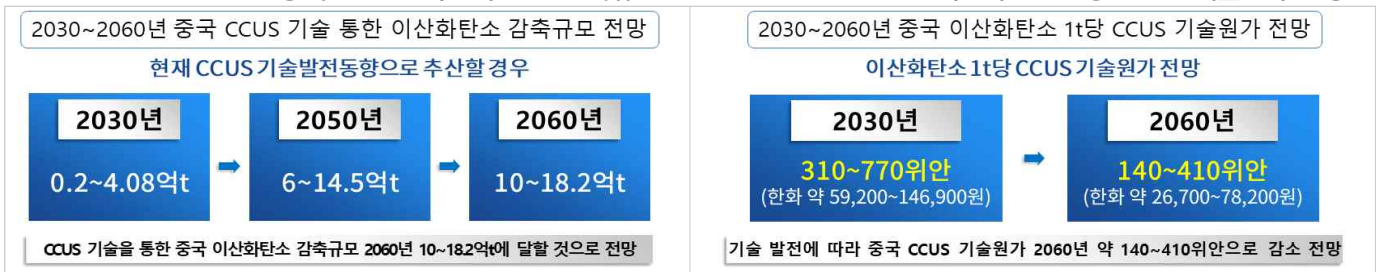 2030~2060년 중국 CCUS 기술 통한 이산화탄소 감축규모 전망
현재 CCUS 기술발전동향으로 추산할 경우
2030년
0.2~4.08억t
2050년
6~14.5억t
2060년
10~18.2억t
CCUS 기술을 통한 중국 이산화탄소 감축규모 2060년 10~18.2억t에 달할 것으로 전망
2030~2060년 중국 이산화탄소 1t당 CCUS 기술원가 전망
이산화탄소 1t당 CCUS 기술원가 전망
2030년
310~770위안
(한화 약 59,200~146,900원)
2060년
140~410위안
(한화 약 26,700~78,200원)
기술 발전에 따라 중국 CCUS 기술원가 2060년 약 140~410위안으로 감소 전망